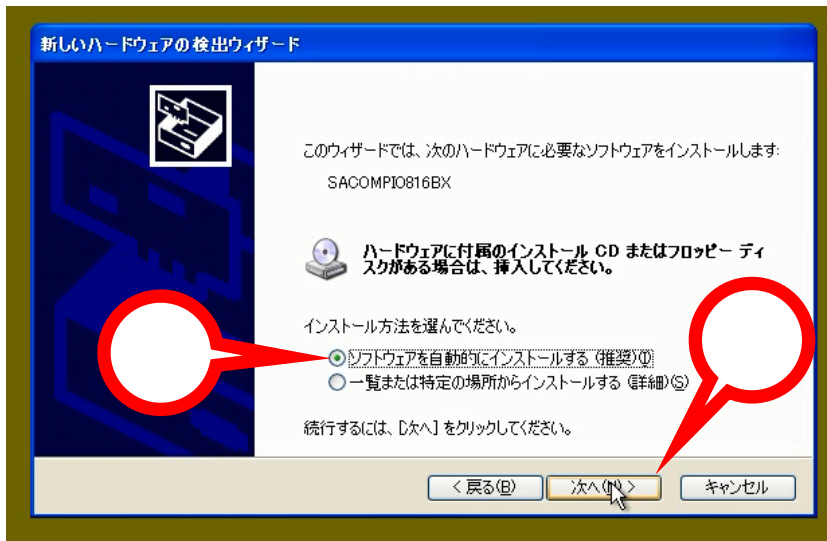 新しいハードウェアの検出ウィザード
このウィザードでは、次のハードウェアに必要なソフトウェアをインストールします:
SACOMPIO816BX
ハードウェアに付属のインストール CD またはフロッピー ディ
スクがある場合は、挿入してください。
インストール方法を選んでください。
ソフトウェアを自動的にインストールする (推奨)(I)
一覧または特定の場所からインストールする (詳細)(S)
続行するには、[次へ] をクリックしてください。
< 戻る(B) 次へ(N) > キャンセル